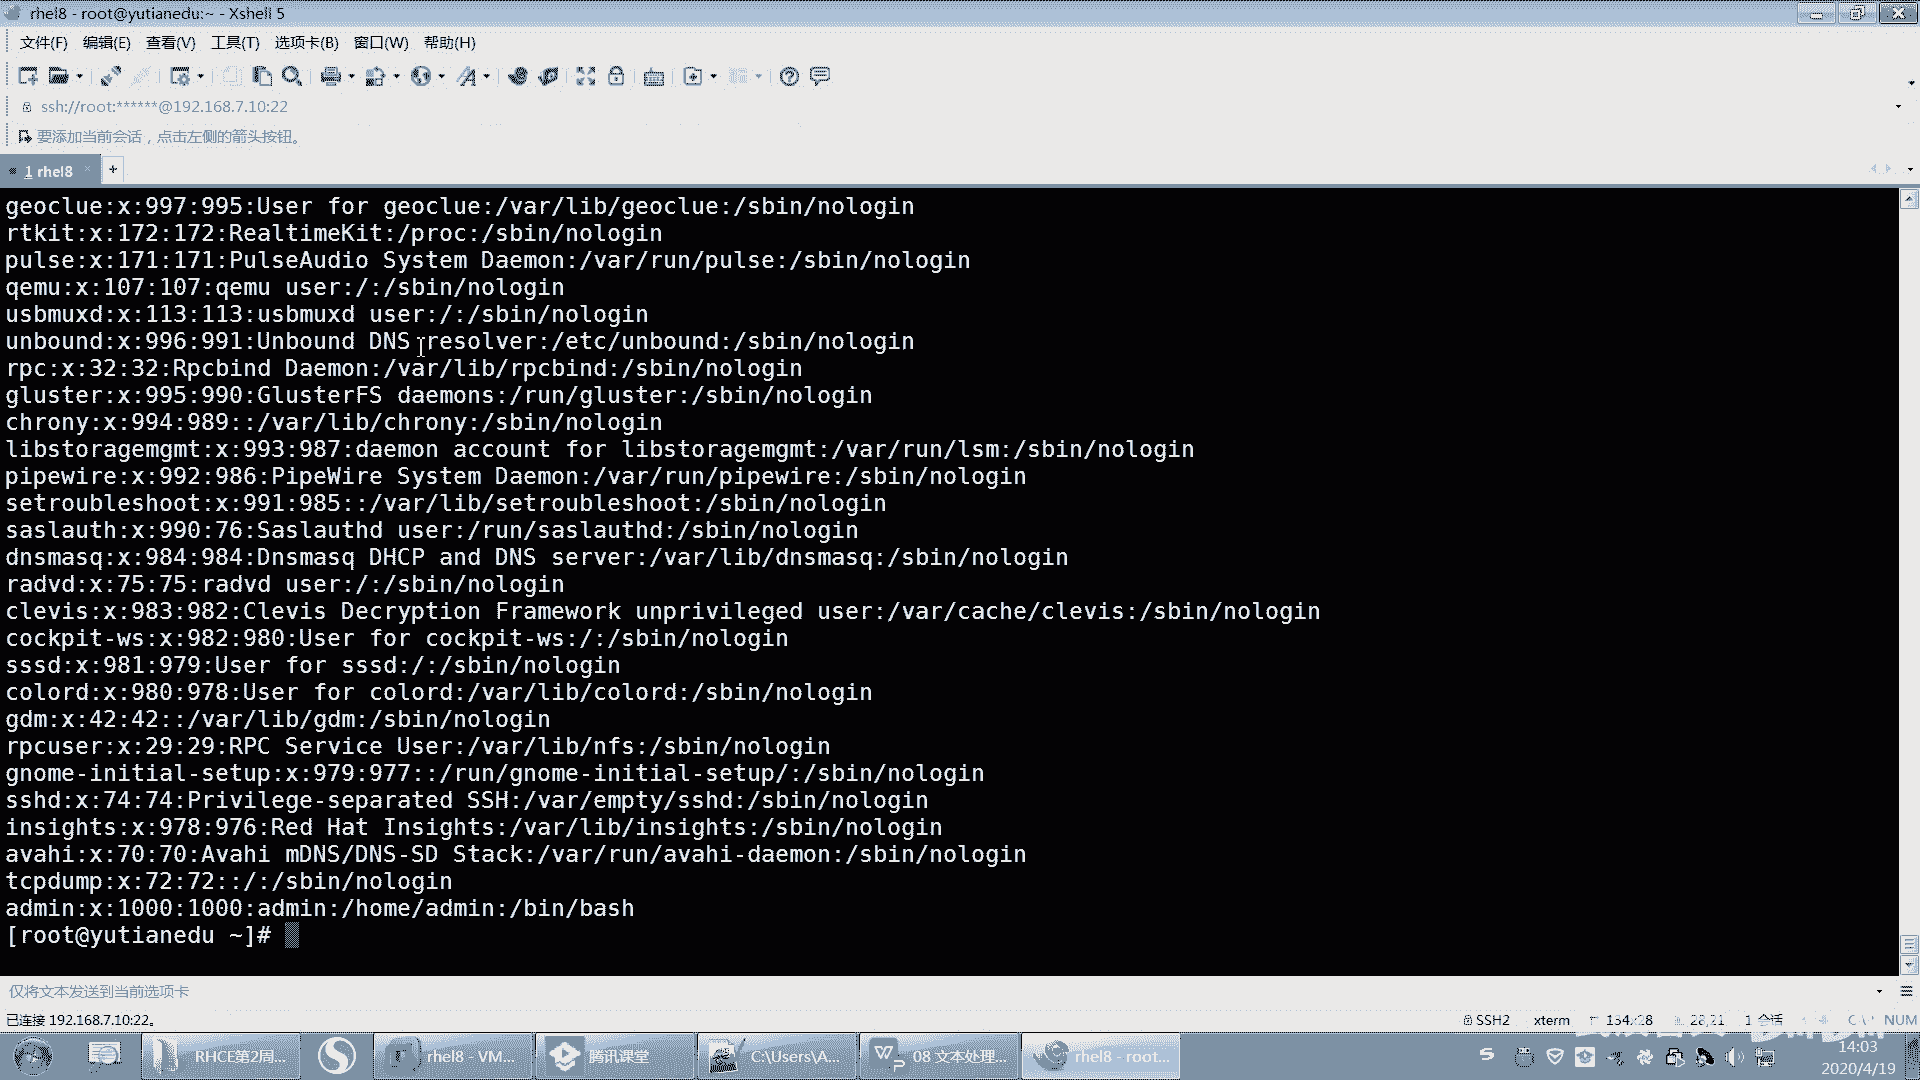 rhel8 - root@yutianedu:~ - Xshell 5
文件(F) 编辑(E) 查看(V) 工具(T) 选项卡(B) 窗口(W) 帮助(H)
ssh://root:******@192.168.7.10:22
要添加当前会话，点击左侧的箭头按钮。
1 rhel8
geoclue:x:997:995:User for geoclue:/var/lib/geoclue:/sbin/nologin
rtkit:x:172:172:RealtimeKit:/proc:/sbin/nologin
pulse:x:171:171:PulseAudio System Daemon:/var/run/pulse:/sbin/nologin
qemu:x:107:107:qemu user:/:/sbin/nologin
usbmuxd:x:113:113:usbmuxd user:/:/sbin/nologin
unbound:x:996:991:Unbound DNS resolver:/etc/unbound:/sbin/nologin
rpc:x:32:32:Rpcbind Daemon:/var/lib/rpcbind:/sbin/nologin
gluster:x:995:990:GlusterFS daemons:/run/gluster:/sbin/nologin
chrony:x:994:989::/var/lib/chrony:/sbin/nologin
libstoragemgmt:x:993:987:daemon account for libstoragemgmt:/var/run/lsm:/sbin/nologin
pipewire:x:992:986:PipeWire System Daemon:/var/run/pipewire:/sbin/nologin
setroubleshoot:x:991:985::/var/lib/setroubleshoot:/sbin/nologin
saslauth:x:990:76:Saslauthd user:/run/saslauthd:/sbin/nologin
dnsmasq:x:984:984:Dnsmasq DHCP and DNS server:/var/lib/dnsmasq:/sbin/nologin
radvd:x:75:75:radvd user:/:/sbin/nologin
clevis:x:983:982:Clevis Decryption Framework unprivileged user:/var/cache/clevis:/sbin/nologin
cockpit-ws:x:982:980:User for cockpit-ws:/:/sbin/nologin
sssd:x:981:979:User for sssd:/:/sbin/nologin
colord:x:980:978:User for colord:/var/lib/colord:/sbin/nologin
gdm:x:42:42::/var/lib/gdm:/sbin/nologin
rpcuser:x:29:29:RPC Service User:/var/lib/nfs:/sbin/nologin
gnome-initial-setup:x:979:977::/run/gnome-initial-setup/:/sbin/nologin
sshd:x:74:74:Privilege-separated SSH:/var/empty/sshd:/sbin/nologin
insights:x:978:976:Red Hat Insights:/var/lib/insights:/sbin/nologin
avahi:x:70:70:Avahi mDNS/DNS-SD Stack:/var/run/avahi-daemon:/sbin/nologin
tcpdump:x:72:72::/:/sbin/nologin
admin:x:1000:1000:admin:/home/admin:/bin/bash
[root@yutianedu ~]#
仅将文本发送到当前选项卡
已连接 192.168.7.10:22。 SSH2 xterm 134x28 28,21 1 会话 NUM
RHCE第2周... rhel8 - VM... 腾讯课堂 C:\Users\A... 08 文本处理... rhel8 - root... 14:03
2020/4/19